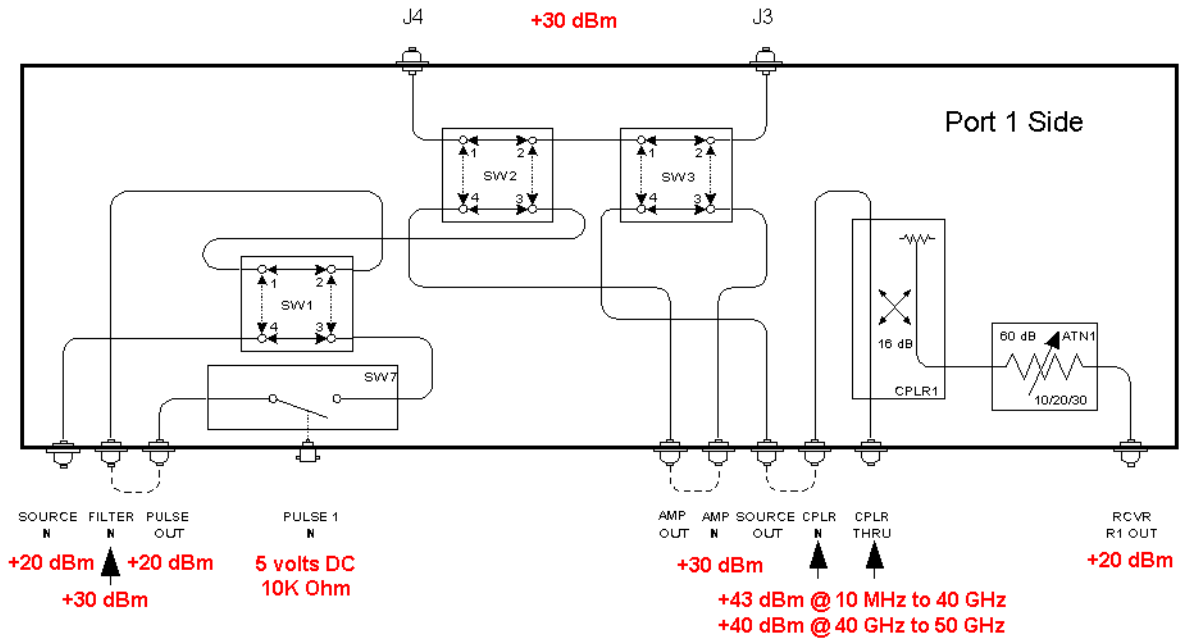 J4
+30 dBm
J3
Port 1 Side
1
2
SW2
4
3
1
2
SW3
4
3
1
2
SW1
4
3
16 dB
CPLR1
60 dB
ATN1
10/20/30
SW7
SOURCE
N
FILTER
N
PULSE
OUT
PULSE 1
N
AMP
OUT
AMP
N
SOURCE
OUT
CPLR
N
CPLR
THRU
RCVR
R1 OUT
+20 dBm
+20 dBm
+30 dBm
5 volts DC
10K Ohm
+30 dBm
+20 dBm
+43 dBm @ 10 MHz to 40 GHz
+40 dBm @ 40 GHz to 50 GHz